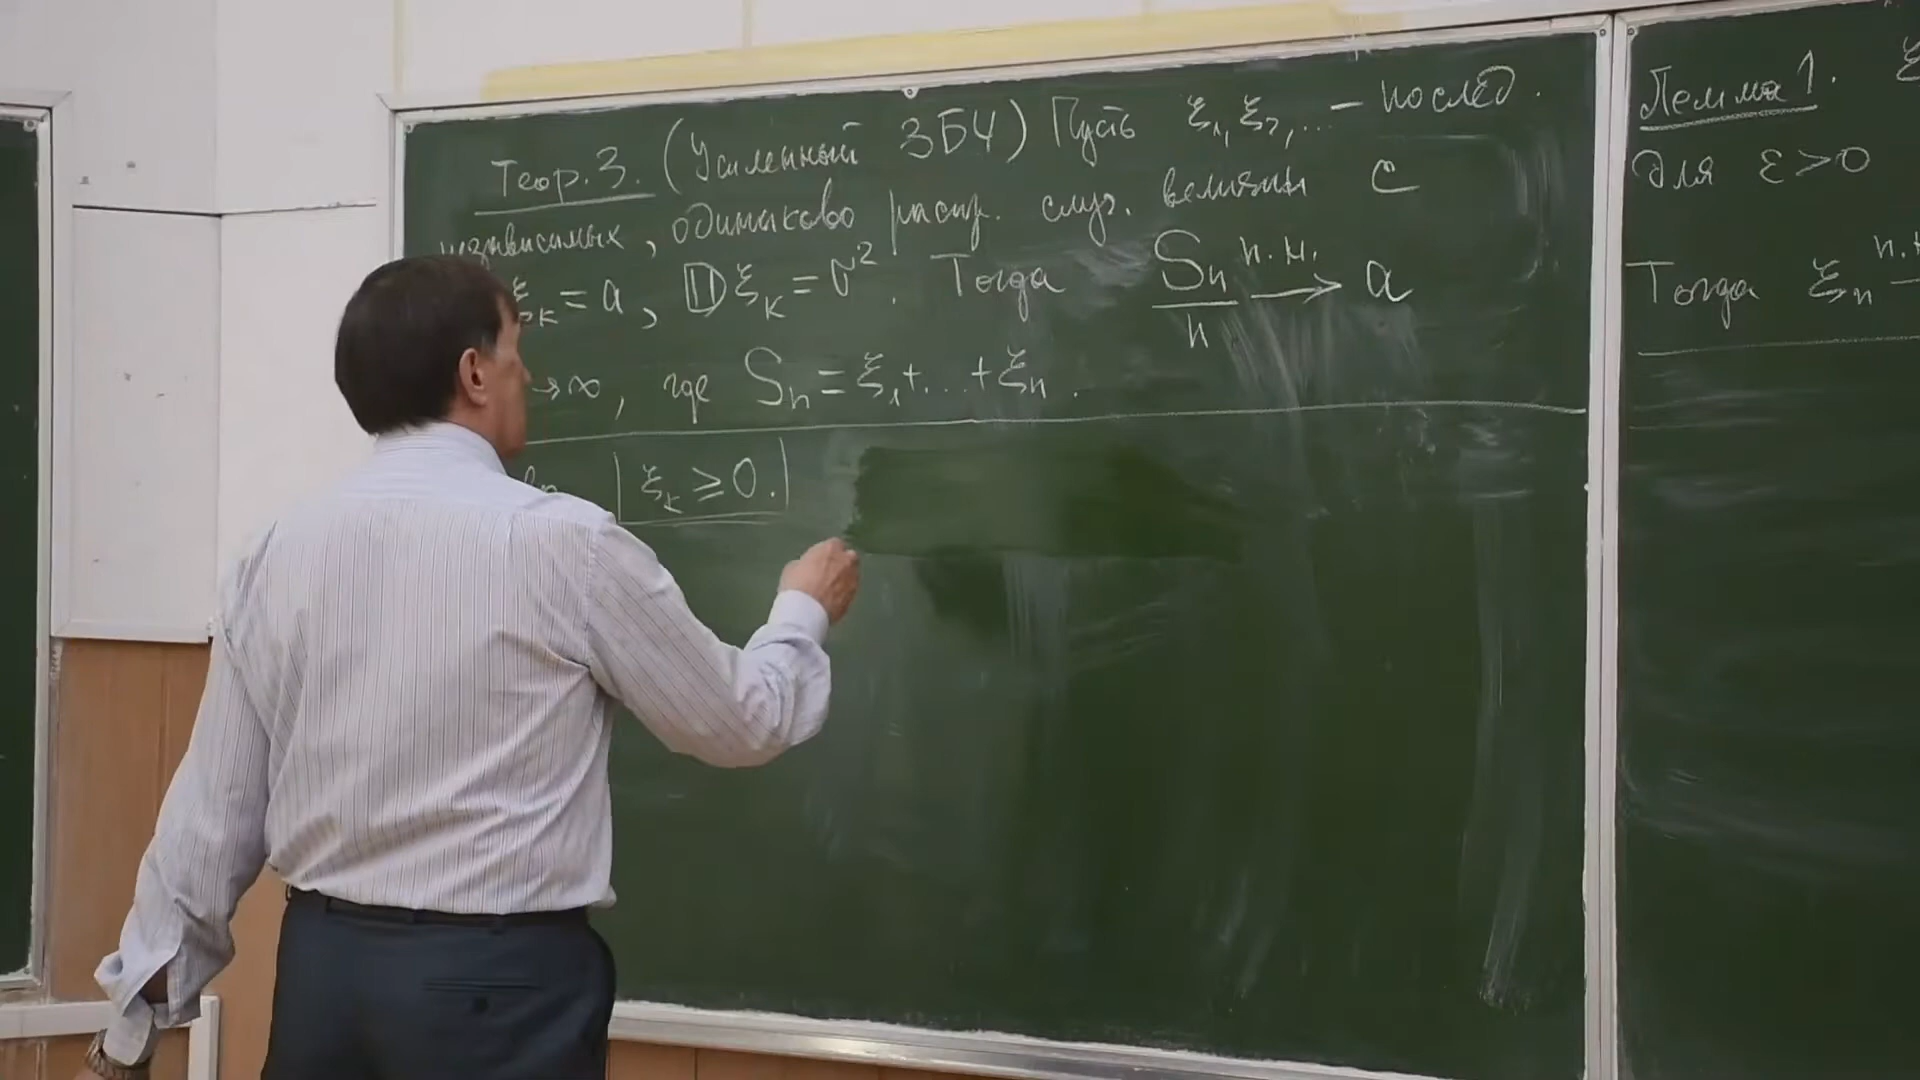 Теор. 3. (Усиленный ЗБЧ) Пусть ξ₁, ξ₂, ... – послед.
независимых, одинаково распр. случ. величин с
ξₖ = a, 𝔻ξₖ = σ². Тогда Sₙ/n п.н.→ a
→∞, где Sₙ = ξ₁+...+ξₙ.
ξₖ ≥ 0.
Лемма 1. ξ
Для ε>0
Тогда ξₙ п.н.